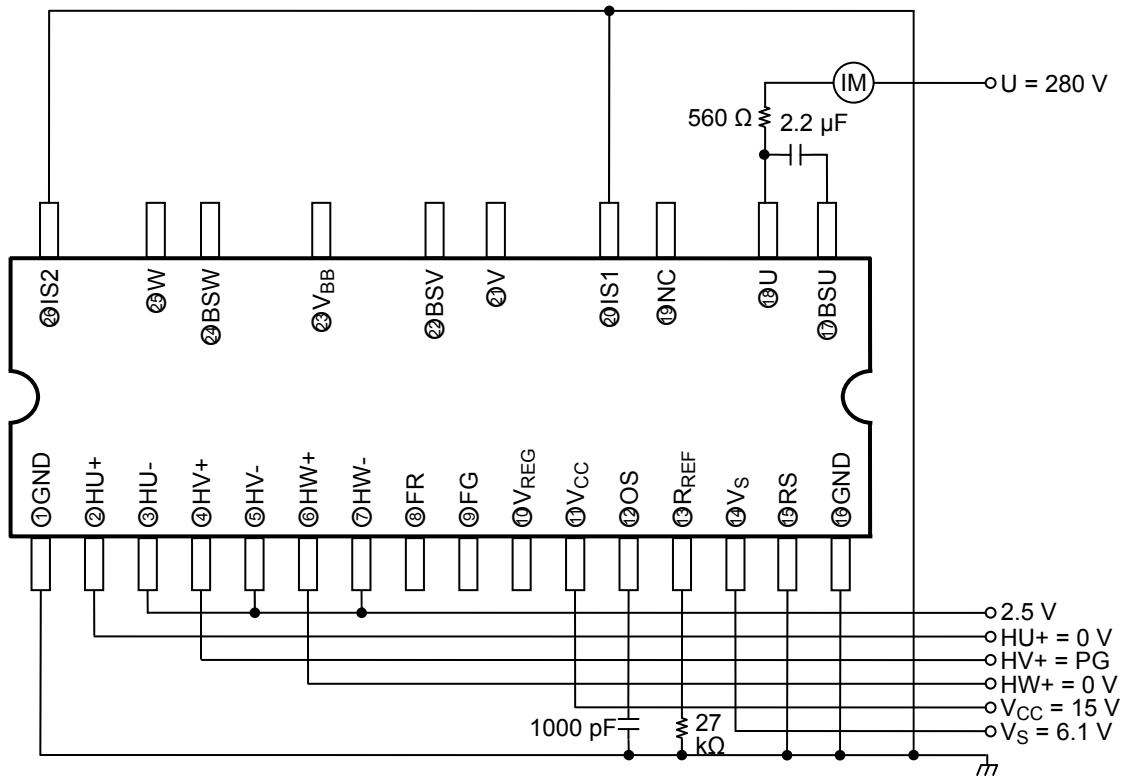 IM
U = 280 V
560 Ω
2.2 µF
㉖IS2
㉕W
㉔BSW
㉓VBB
㉒BSV
㉑V
⑳IS1
⑲NC
⑱U
⑰BSU
①GND
②HU+
③HU-
④HV+
⑤HV-
⑥HW+
⑦HW-
⑧FR
⑨FG
⑩VREG
⑪VCC
⑫OS
⑬RREF
⑭VS
⑮RS
⑯GND
2.5 V
HU+ = 0 V
HV+ = PG
HW+ = 0 V
VCC = 15 V
VS = 6.1 V
1000 pF
27
kΩ